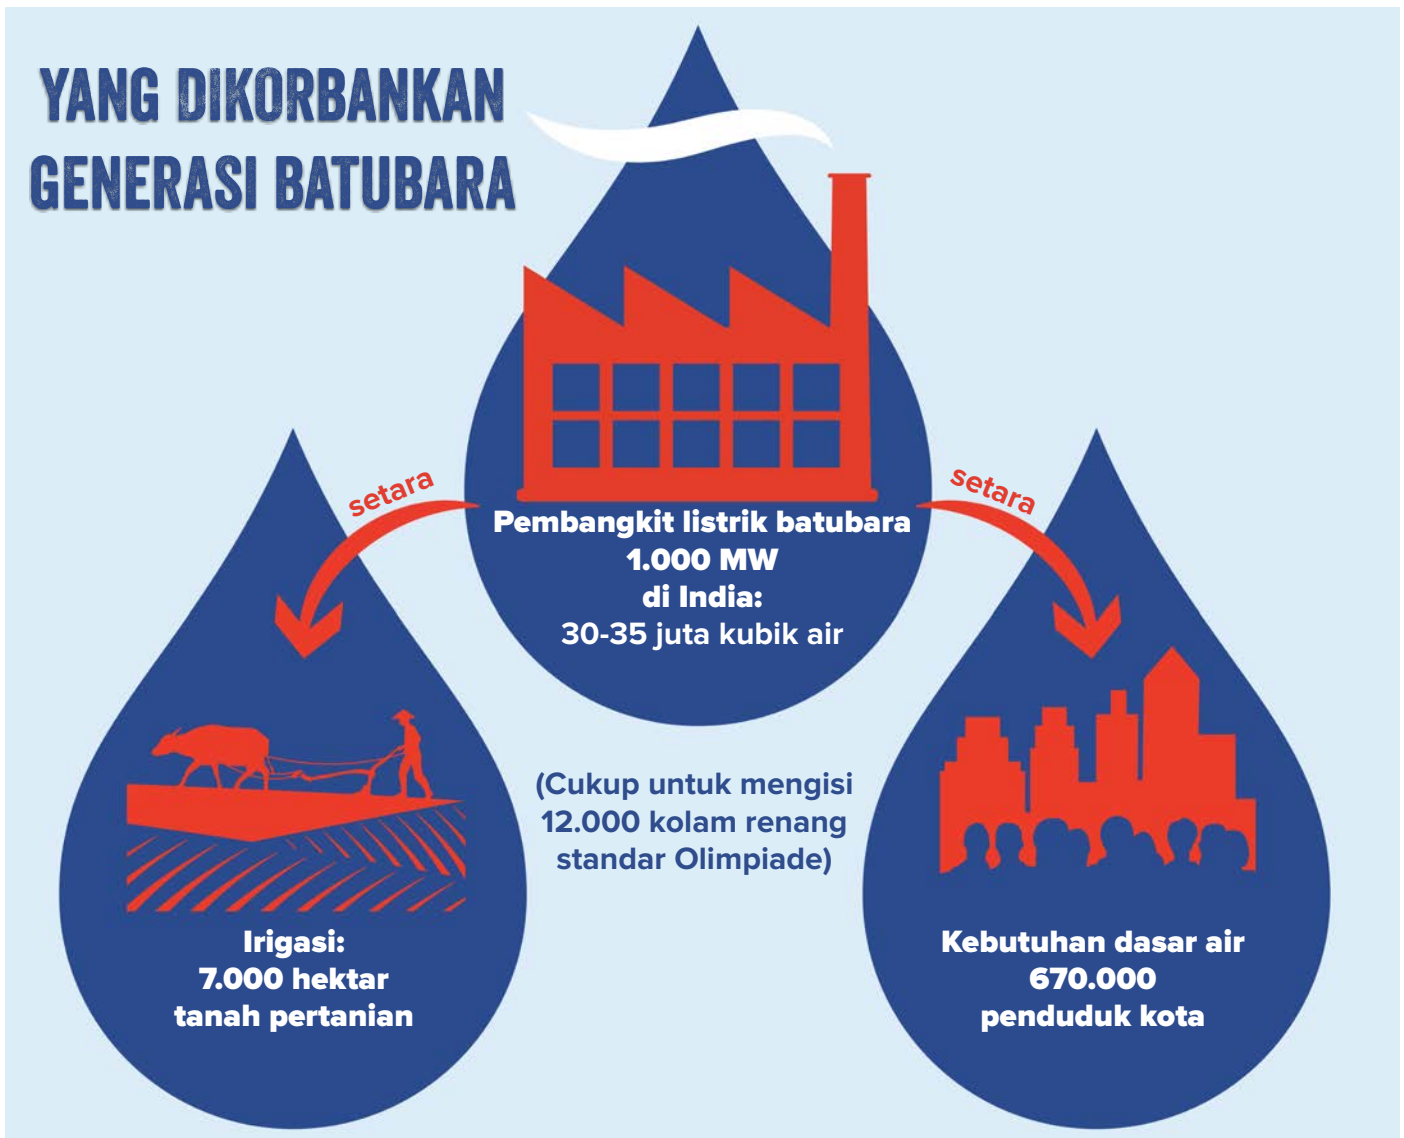 YANG DIKORBANKAN
GENERASI BATUBARA
setara
setara
Pembangkit listrik batubara
1.000 MW
di India:
30-35 juta kubik air
(Cukup untuk mengisi
12.000 kolam renang
standar Olimpiade)
Irigasi:
7.000 hektar
tanah pertanian
Kebutuhan dasar air
670.000
penduduk kota